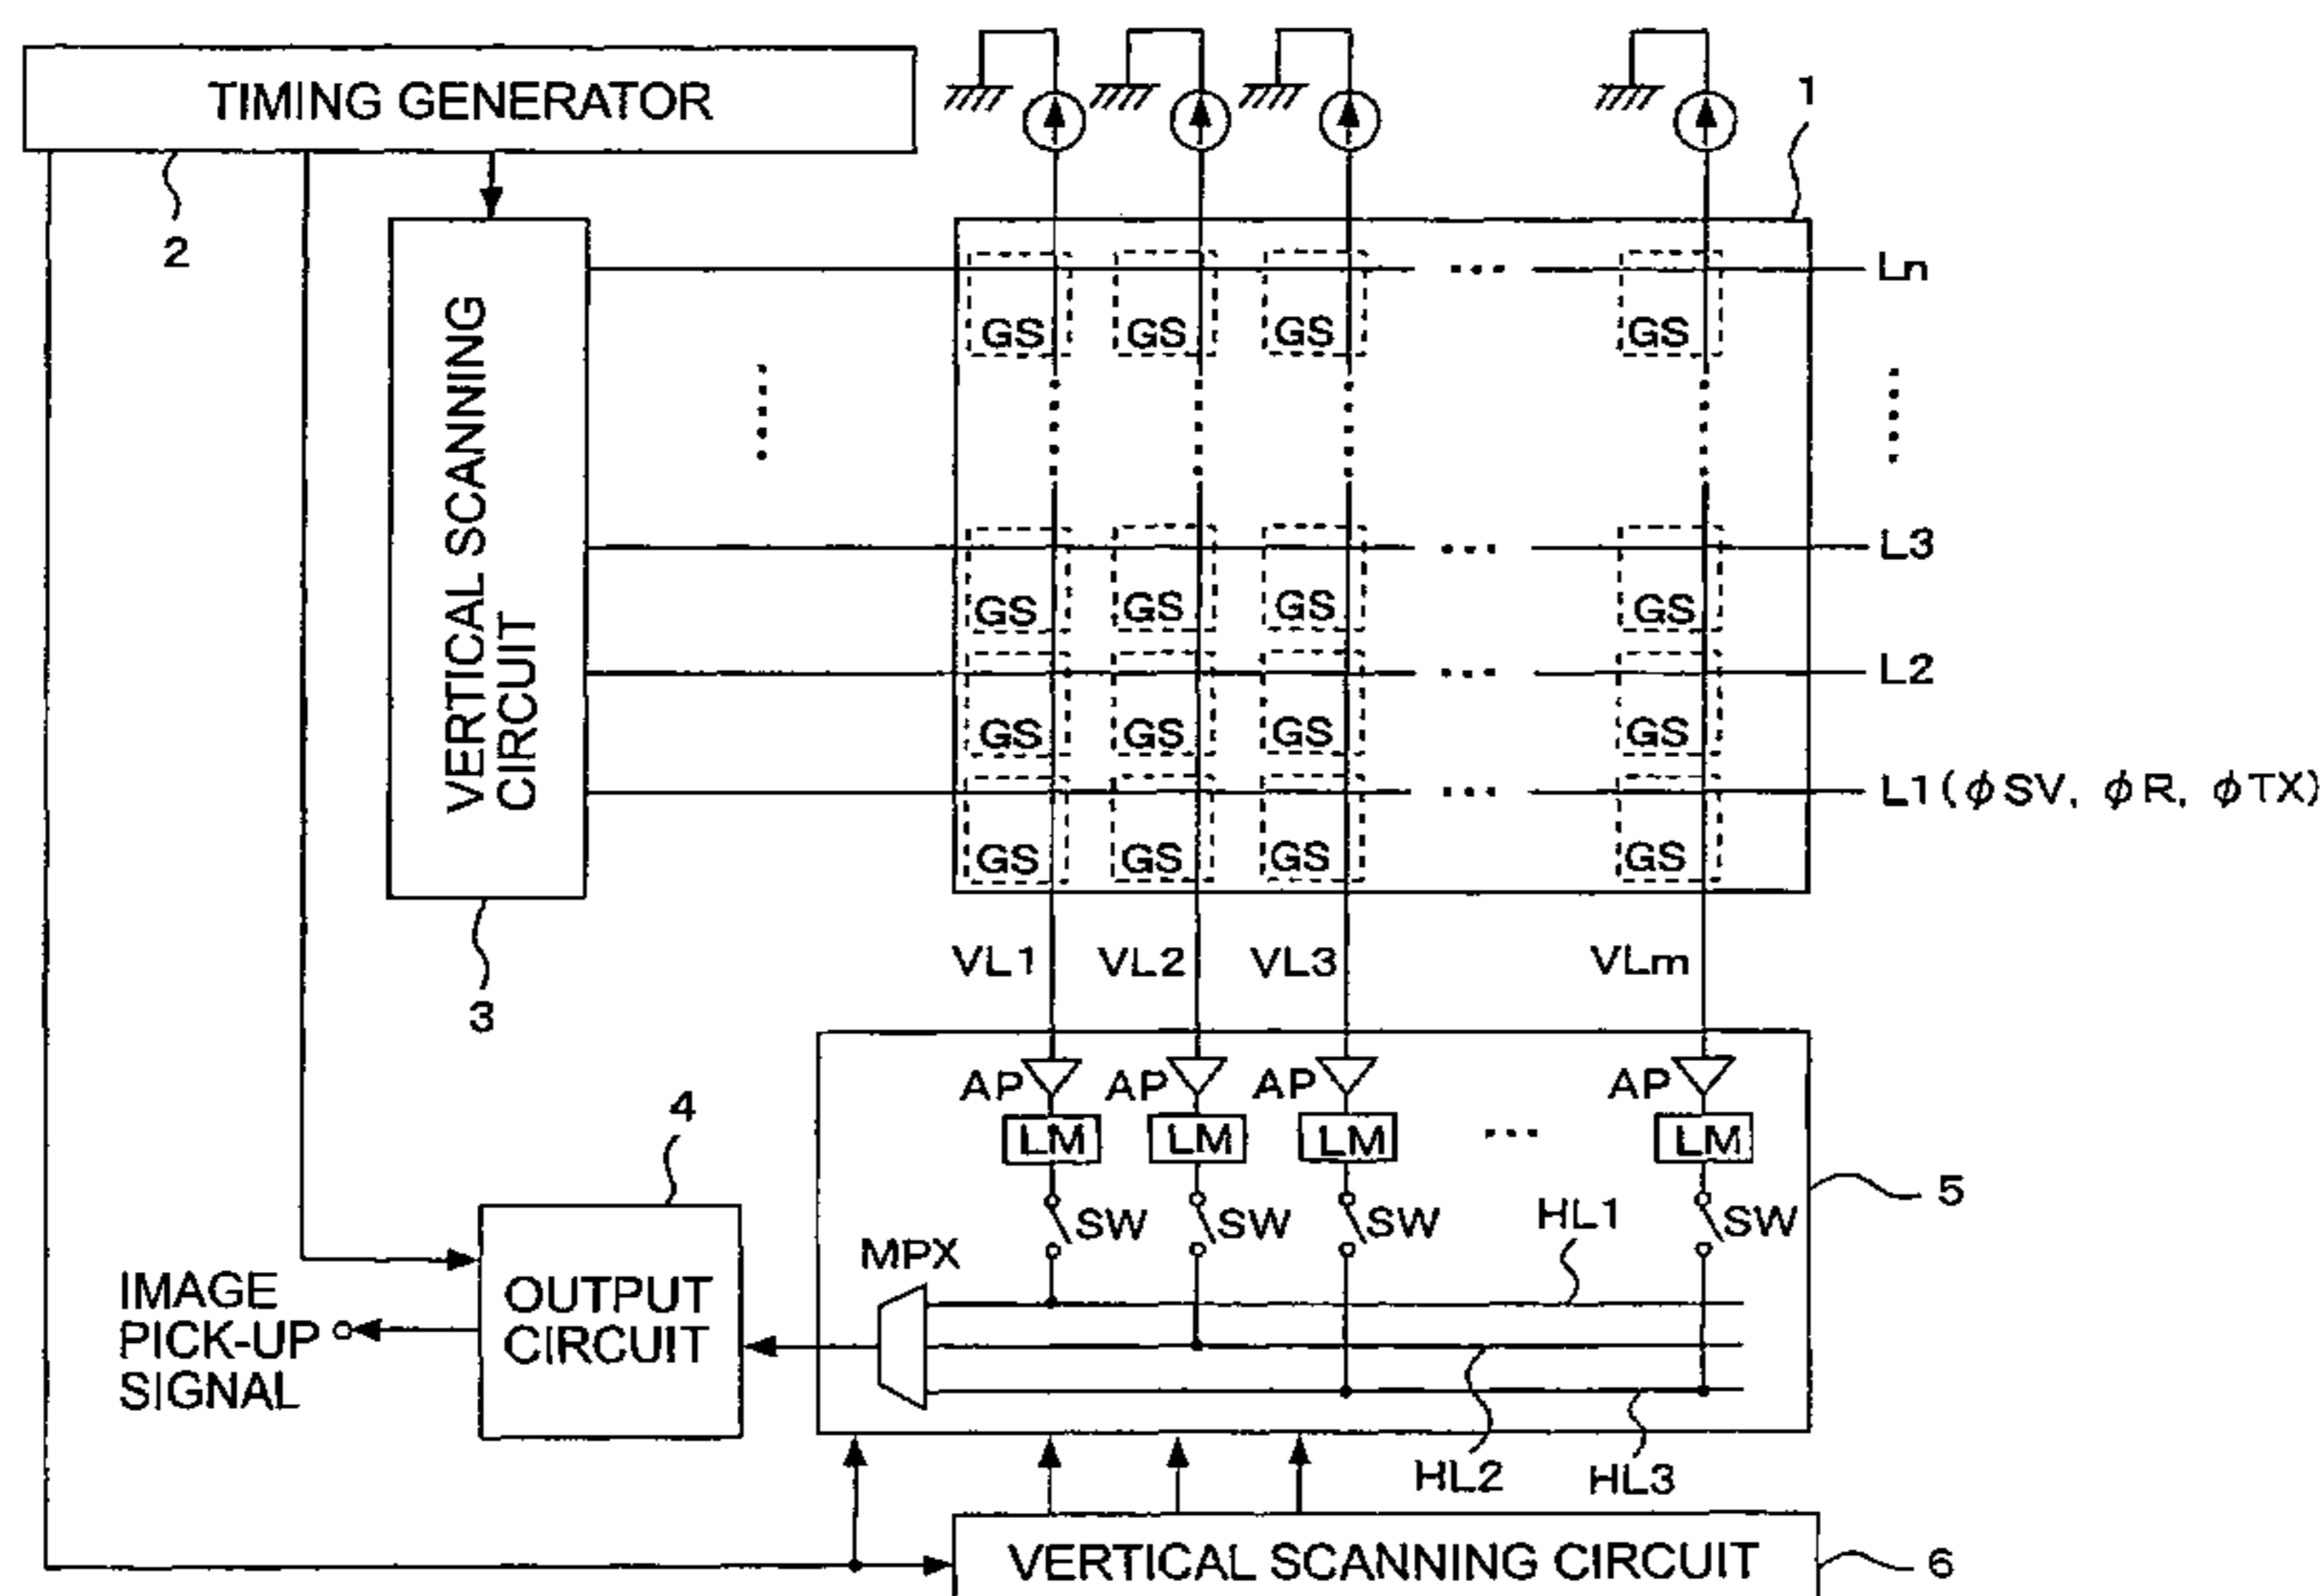 TIMING GENERATOR
1
2
Ln
GS GS GS GS
VERTICAL SCANNING
CIRCUIT
L3
GS GS GS GS
L2
GS GS GS GS
L1(φSV, φR, φTX)
GS GS GS GS
VL1 VL2 VL3 VLm
3
AP AP AP AP
4
LM LM LM LM
5
SW SW SW SW
HL1
MPX
IMAGE
PICK-UP
SIGNAL
OUTPUT
CIRCUIT
HL2 HL3
VERTICAL SCANNING CIRCUIT
6